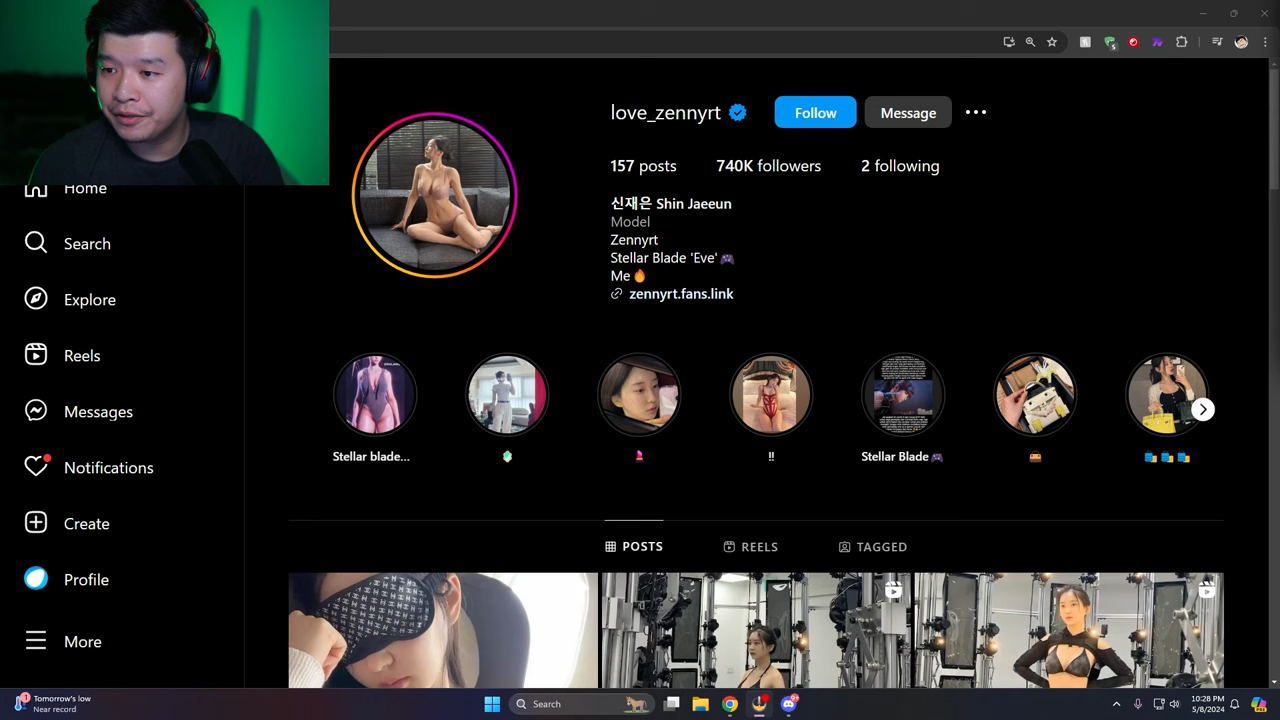 love_zennyrt
Follow
Message
157 posts
740K followers
2 following
신재은 Shin Jaeeun
Model
Zennyrt
Stellar Blade 'Eve'🎮
Me🔥
zennyrt.fans.link
Home
Search
Explore
Reels
Messages
Notifications
Create
Profile
More
Stellar blade...
‼
Stellar Blade🎮
POSTS
REELS
TAGGED
Tomorrow's low
Near record
Search
10:28 PM
5/8/2024